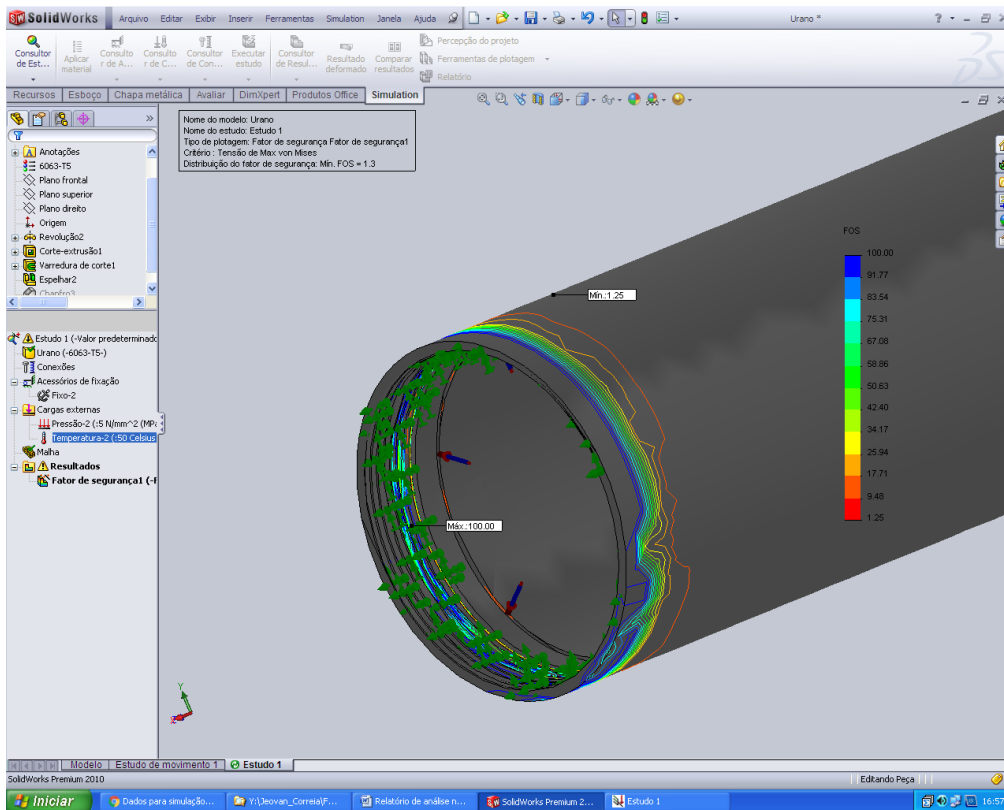 SolidWorks Arquivo Editar Exibir Inserir Ferramentas Simulation Janela Ajuda Urano *
Consultor de Est...
Aplicar material
Consulto r de A...
Consulto r de C...
Consultor de Con...
Executar estudo
Consultor de Resul...
Resultado deformado
Comparar resultados
Percepção do projeto
Ferramentas de plotagem
Relatório
Recursos Esboço Chapa metálica Avaliar DimXpert Produtos Office Simulation
Nome do modelo: Urano
Nome do estudo: Estudo 1
Tipo de plotagem: Fator de segurança Fator de segurança1
Critério : Tensão de Max von Mises
Distribuição do fator de segurança: Mín. FOS = 1.3
Anotações
6063-T5
Plano frontal
Plano superior
Plano direito
Origem
Revolução2
Corte-extrusão1
Varredura de corte1
Espelhar2
Chanfro3
Estudo 1 (-Valor predeterminado
Urano (-6063-T5-)
Conexões
Acessórios de fixação
Fixo-2
Cargas externas
Pressão-2 (:5 N/mm^2 (MPa
Temperatura-2 (:50 Celsius
Malha
Resultados
Fator de segurança1 (-F
Mín.:1.25
Máx.:100.00
FOS
100.00
91.77
83.54
75.31
67.08
58.86
50.63
42.40
34.17
25.94
17.71
9.48
1.25
Y
Modelo Estudo de movimento 1 Estudo 1
SolidWorks Premium 2010 Editando Peça
Iniciar Dados para simulação... Y:\Jeovan_Correia\F... Relatório de análise n... SolidWorks Premium 2... Estudo 1